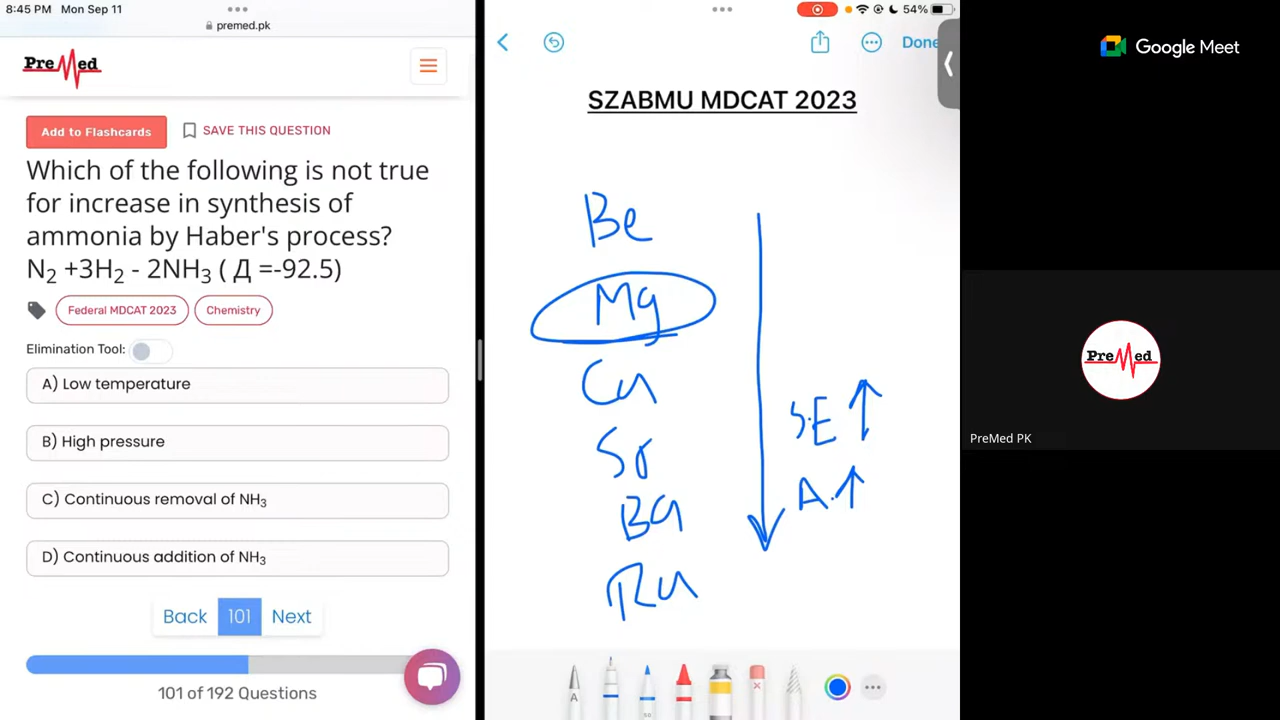 8:45 PM Mon Sep 11
premed.pk
PreMed
Add to Flashcards
SAVE THIS QUESTION
Which of the following is not true
for increase in synthesis of
ammonia by Haber's process?
N₂ +3H₂ - 2NH₃ ( Д =-92.5)
Federal MDCAT 2023
Chemistry
Elimination Tool:
A) Low temperature
B) High pressure
C) Continuous removal of NH₃
D) Continuous addition of NH₃
Back 101 Next
101 of 192 Questions
54%
Done
SZABMU MDCAT 2023
Be
Mg
Ca
Sr
Ba
Ra
S.E ↑
A. ↑
A
50
Google Meet
PreMed
PreMed PK